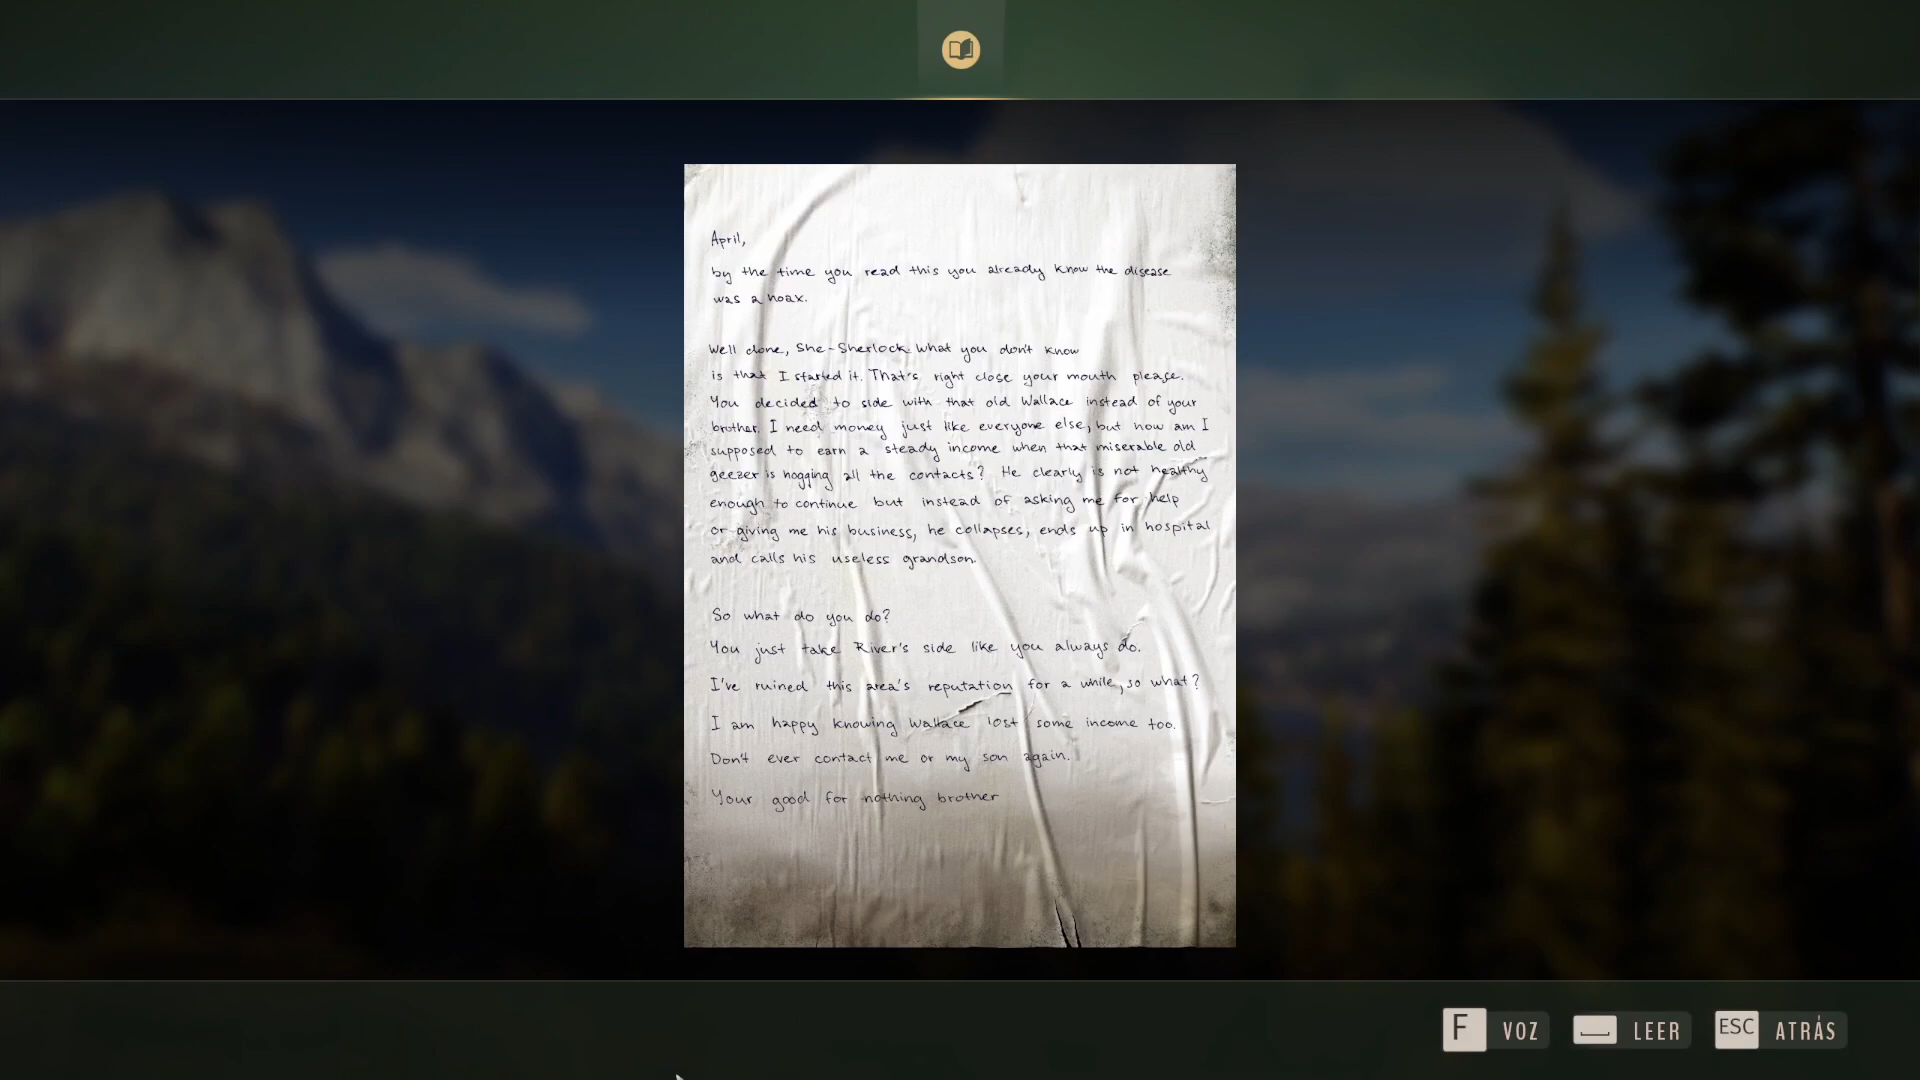 April,
by the time you read this you already know the disease
was a hoax.
Well done, She-Sherlock. What you don't know
is that I started it. That's right close your mouth please.
You decided to side with that old Wallace instead of your
brother. I need money just like everyone else, but how am I
supposed to earn a steady income when that miserable old
geezer is hogging all the contacts? He clearly is not healthy
enough to continue but instead of asking me for help
or giving me his business, he collapses, ends up in hospital
and calls his useless grandson.
So what do you do?
You just take River's side like you always do.
I've ruined this area's reputation for a while, so what?
I am happy knowing Wallace lost some income too.
Don't ever contact me or my son again.
Your good for nothing brother
F VOZ LEER ESC ATRÁS